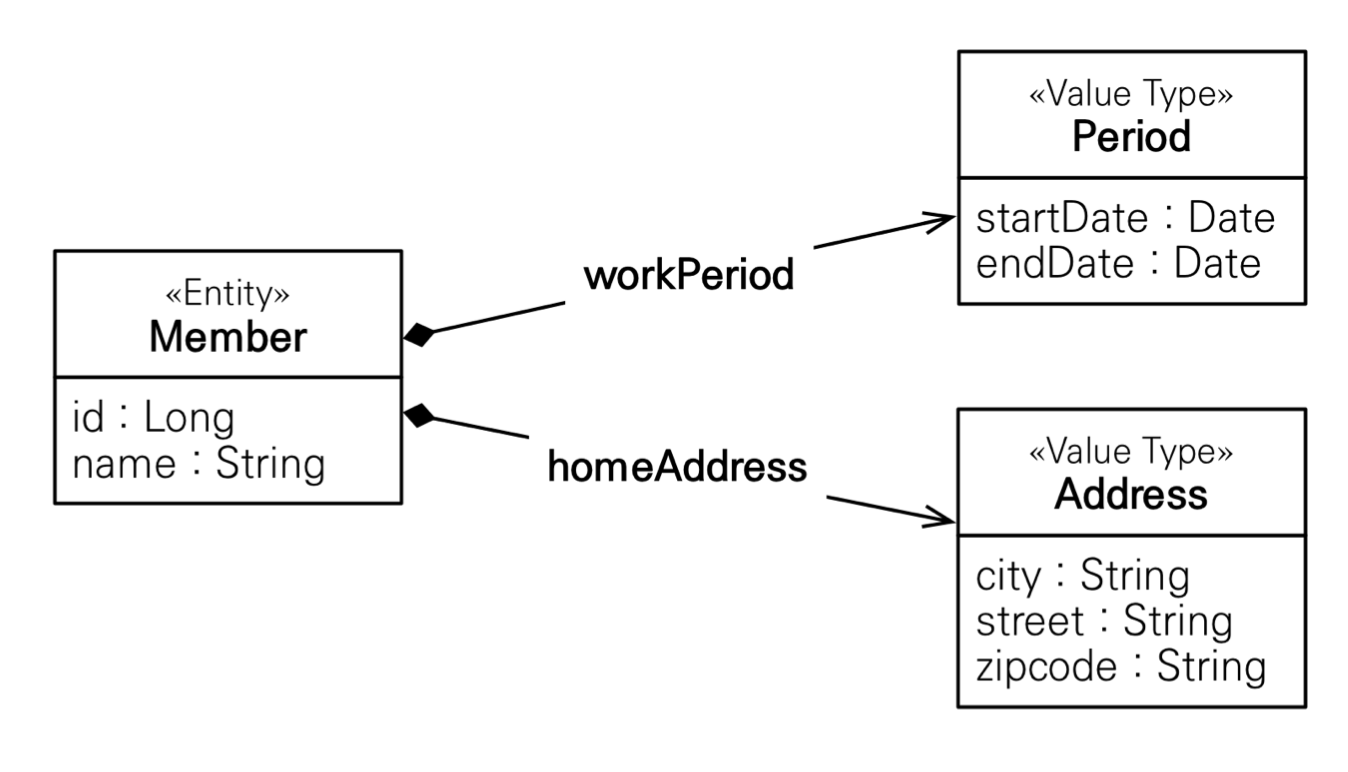 «Entity»
Member
id : Long
name : String
workPeriod
homeAddress
«Value Type»
Period
startDate : Date
endDate : Date
«Value Type»
Address
city : String
street : String
zipcode : String